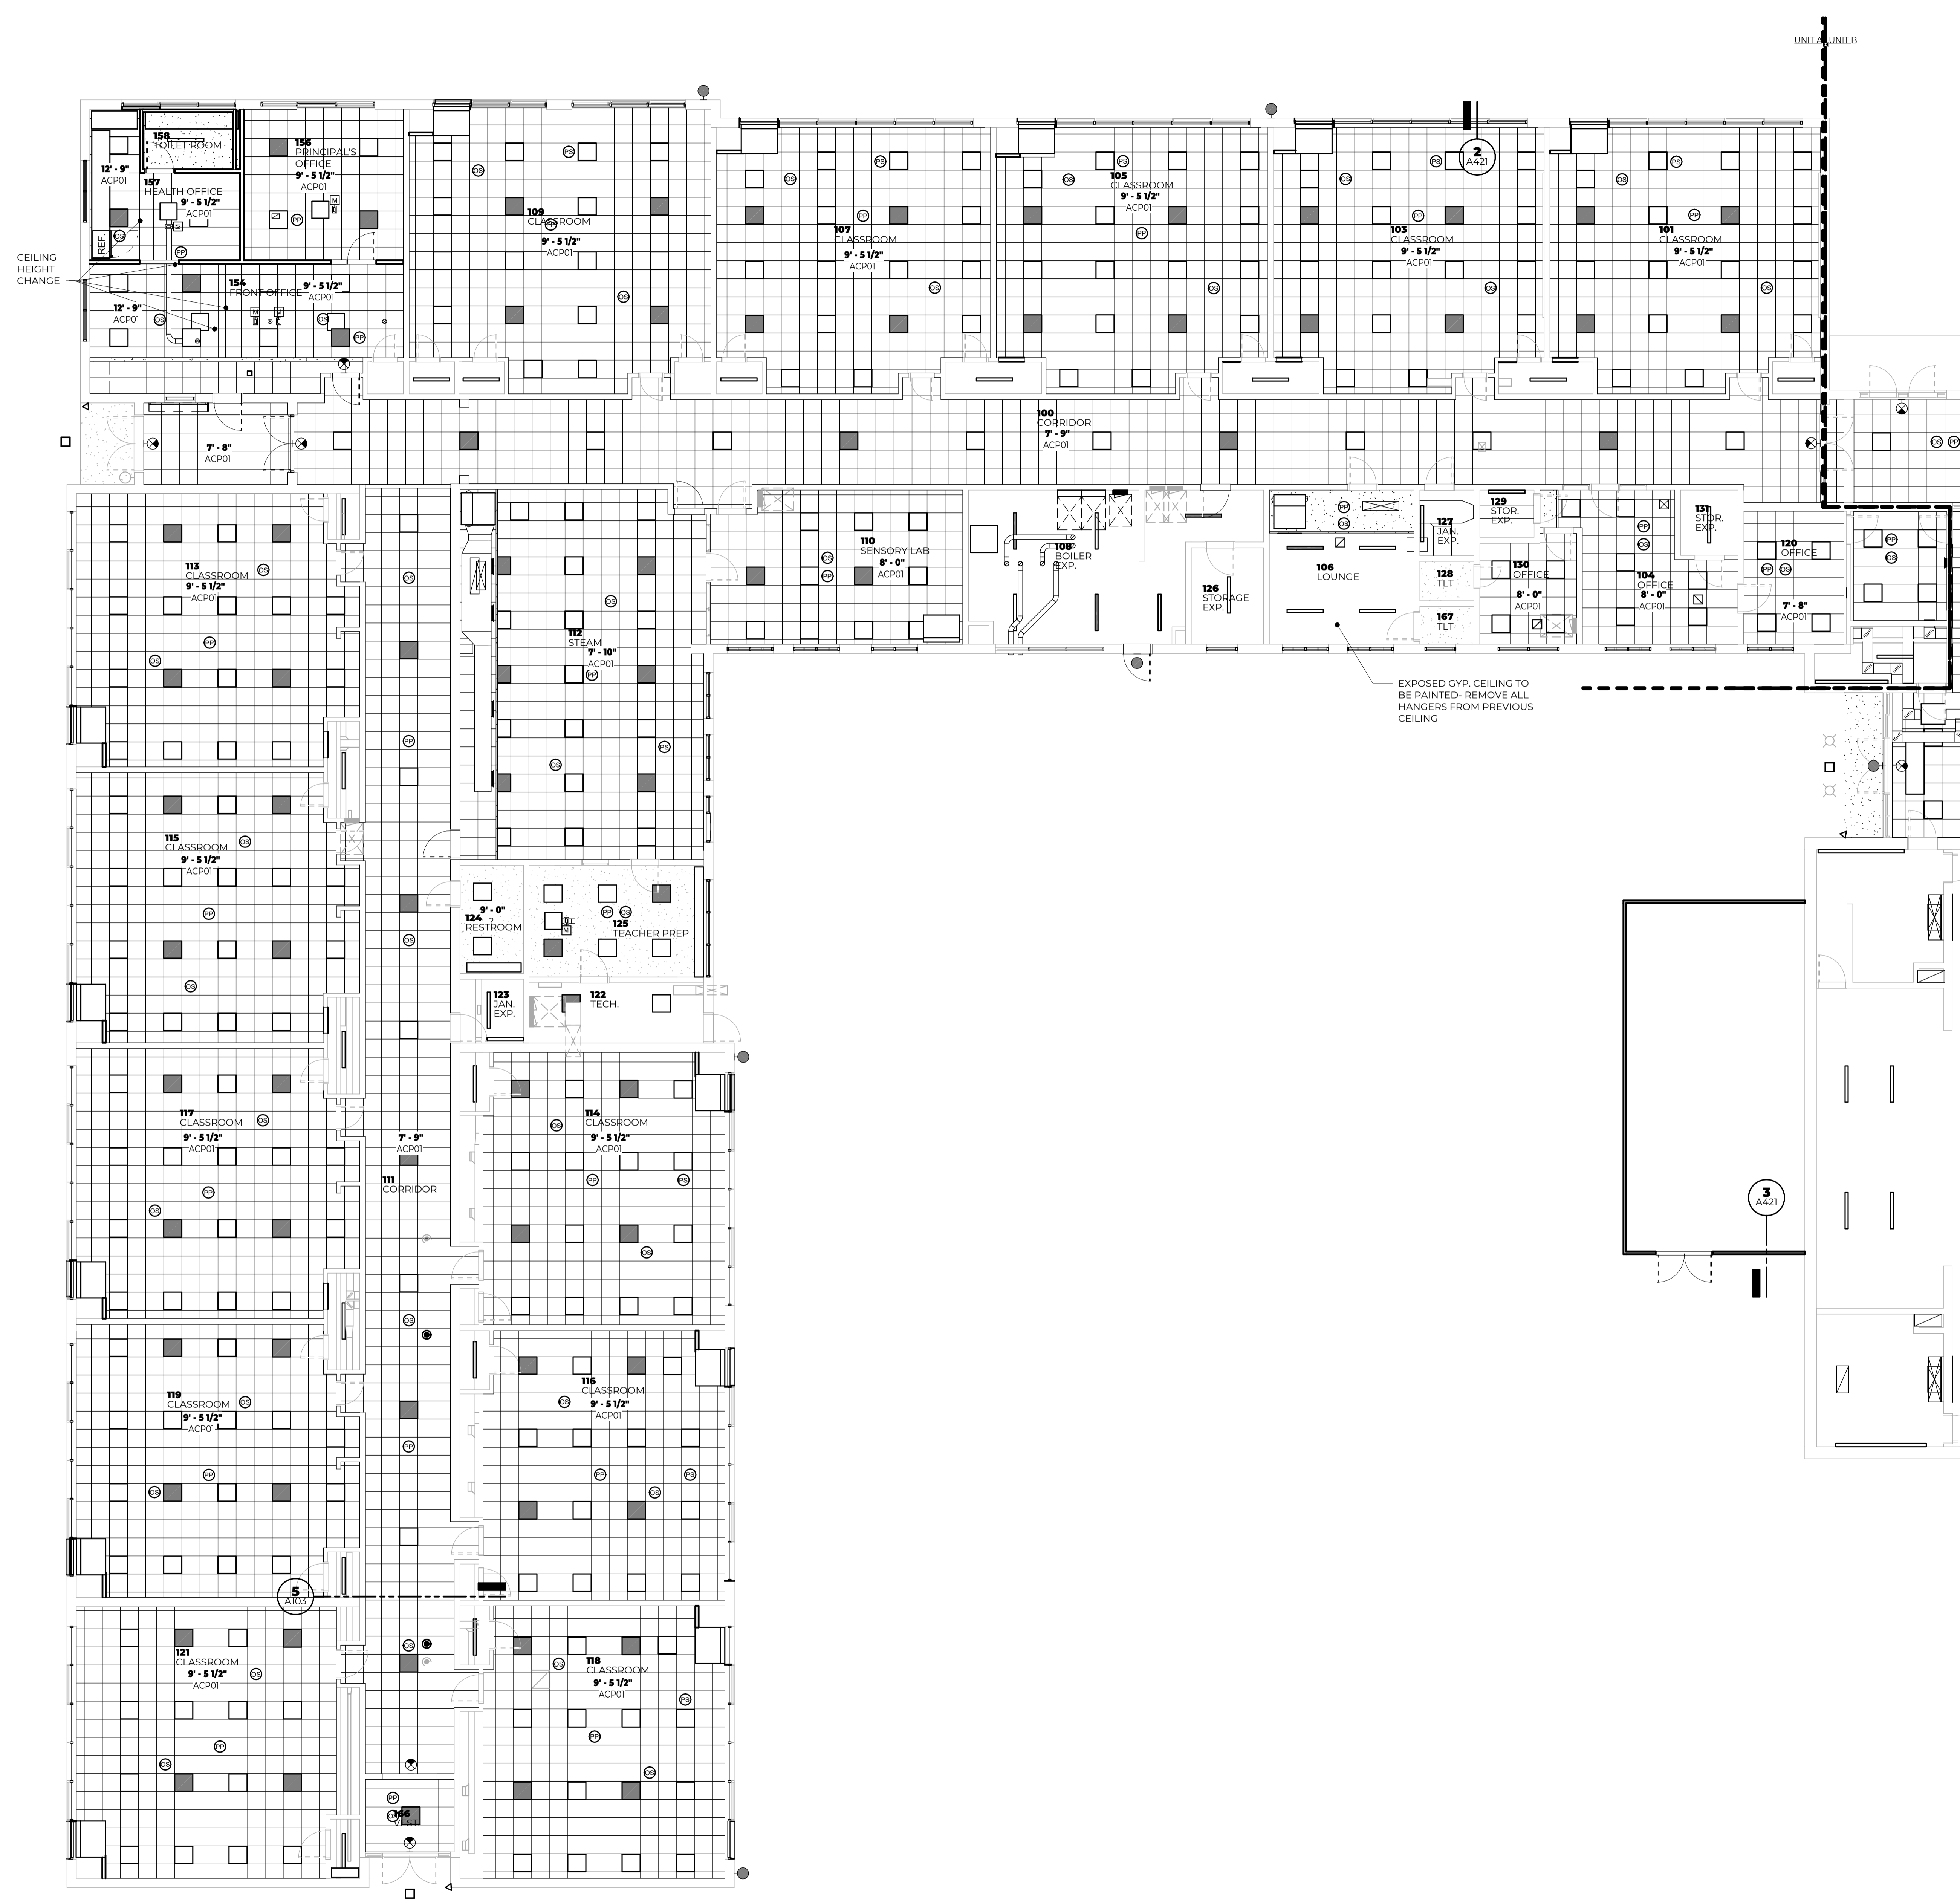 UNIT A UNIT B
158
TOILET ROOM
156
PRINCIPAL'S
OFFICE
9' - 5 1/2"
ACP01
12' - 9"
ACP01
157
HEALTH OFFICE
9' - 5 1/2"
ACP01
REF.
CEILING
HEIGHT
CHANGE
154
FRONT OFFICE
9' - 5 1/2"
ACP01
12' - 9"
ACP01
109
CLASSROOM
9' - 5 1/2"
ACP01
107
CLASSROOM
9' - 5 1/2"
ACP01
105
CLASSROOM
9' - 5 1/2"
ACP01
2
A421
103
CLASSROOM
9' - 5 1/2"
ACP01
101
CLASSROOM
9' - 5 1/2"
ACP01
100
CORRIDOR
7' - 9"
ACP01
7' - 8"
ACP01
113
CLASSROOM
9' - 5 1/2"
ACP01
112
STEAM
7' - 10"
ACP01
110
SENSORY LAB
8' - 0"
ACP01
108
BOILER
EXP.
126
STORAGE
EXP.
106
LOUNGE
127
JAN.
EXP.
128
TLT
167
TLT
129
STOR.
EXP.
130
OFFICE
8' - 0"
ACP01
104
OFFICE
8' - 0"
ACP01
131
STOR.
EXP.
120
OFFICE
7' - 8"
ACP01
EXPOSED GYP. CEILING TO
BE PAINTED- REMOVE ALL
HANGERS FROM PREVIOUS
CEILING
115
CLASSROOM
9' - 5 1/2"
ACP01
9' - 0"
?
124
RESTROOM
125
TEACHER PREP
123
JAN.
EXP.
122
TECH.
117
CLASSROOM
9' - 5 1/2"
ACP01
7' - 9"
ACP01
111
CORRIDOR
114
CLASSROOM
9' - 5 1/2"
ACP01
3
A421
119
CLASSROOM
9' - 5 1/2"
ACP01
116
CLASSROOM
9' - 5 1/2"
ACP01
5
A103
121
CLASSROOM
9' - 5 1/2"
ACP01
118
CLASSROOM
9' - 5 1/2"
ACP01
166
VEST.